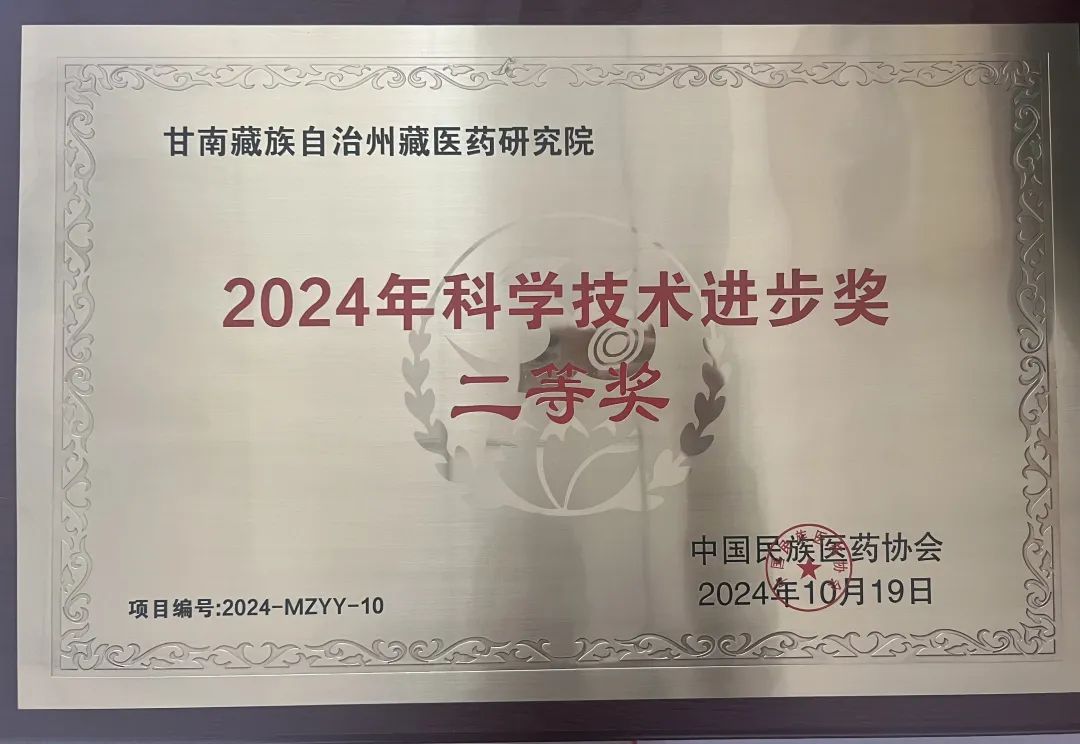 甘南藏族自治州藏医药研究院
2024年科学技术进步奖
二等奖
中国民族医药协会
2024年10月19日
项目编号:2024-MZYY-10